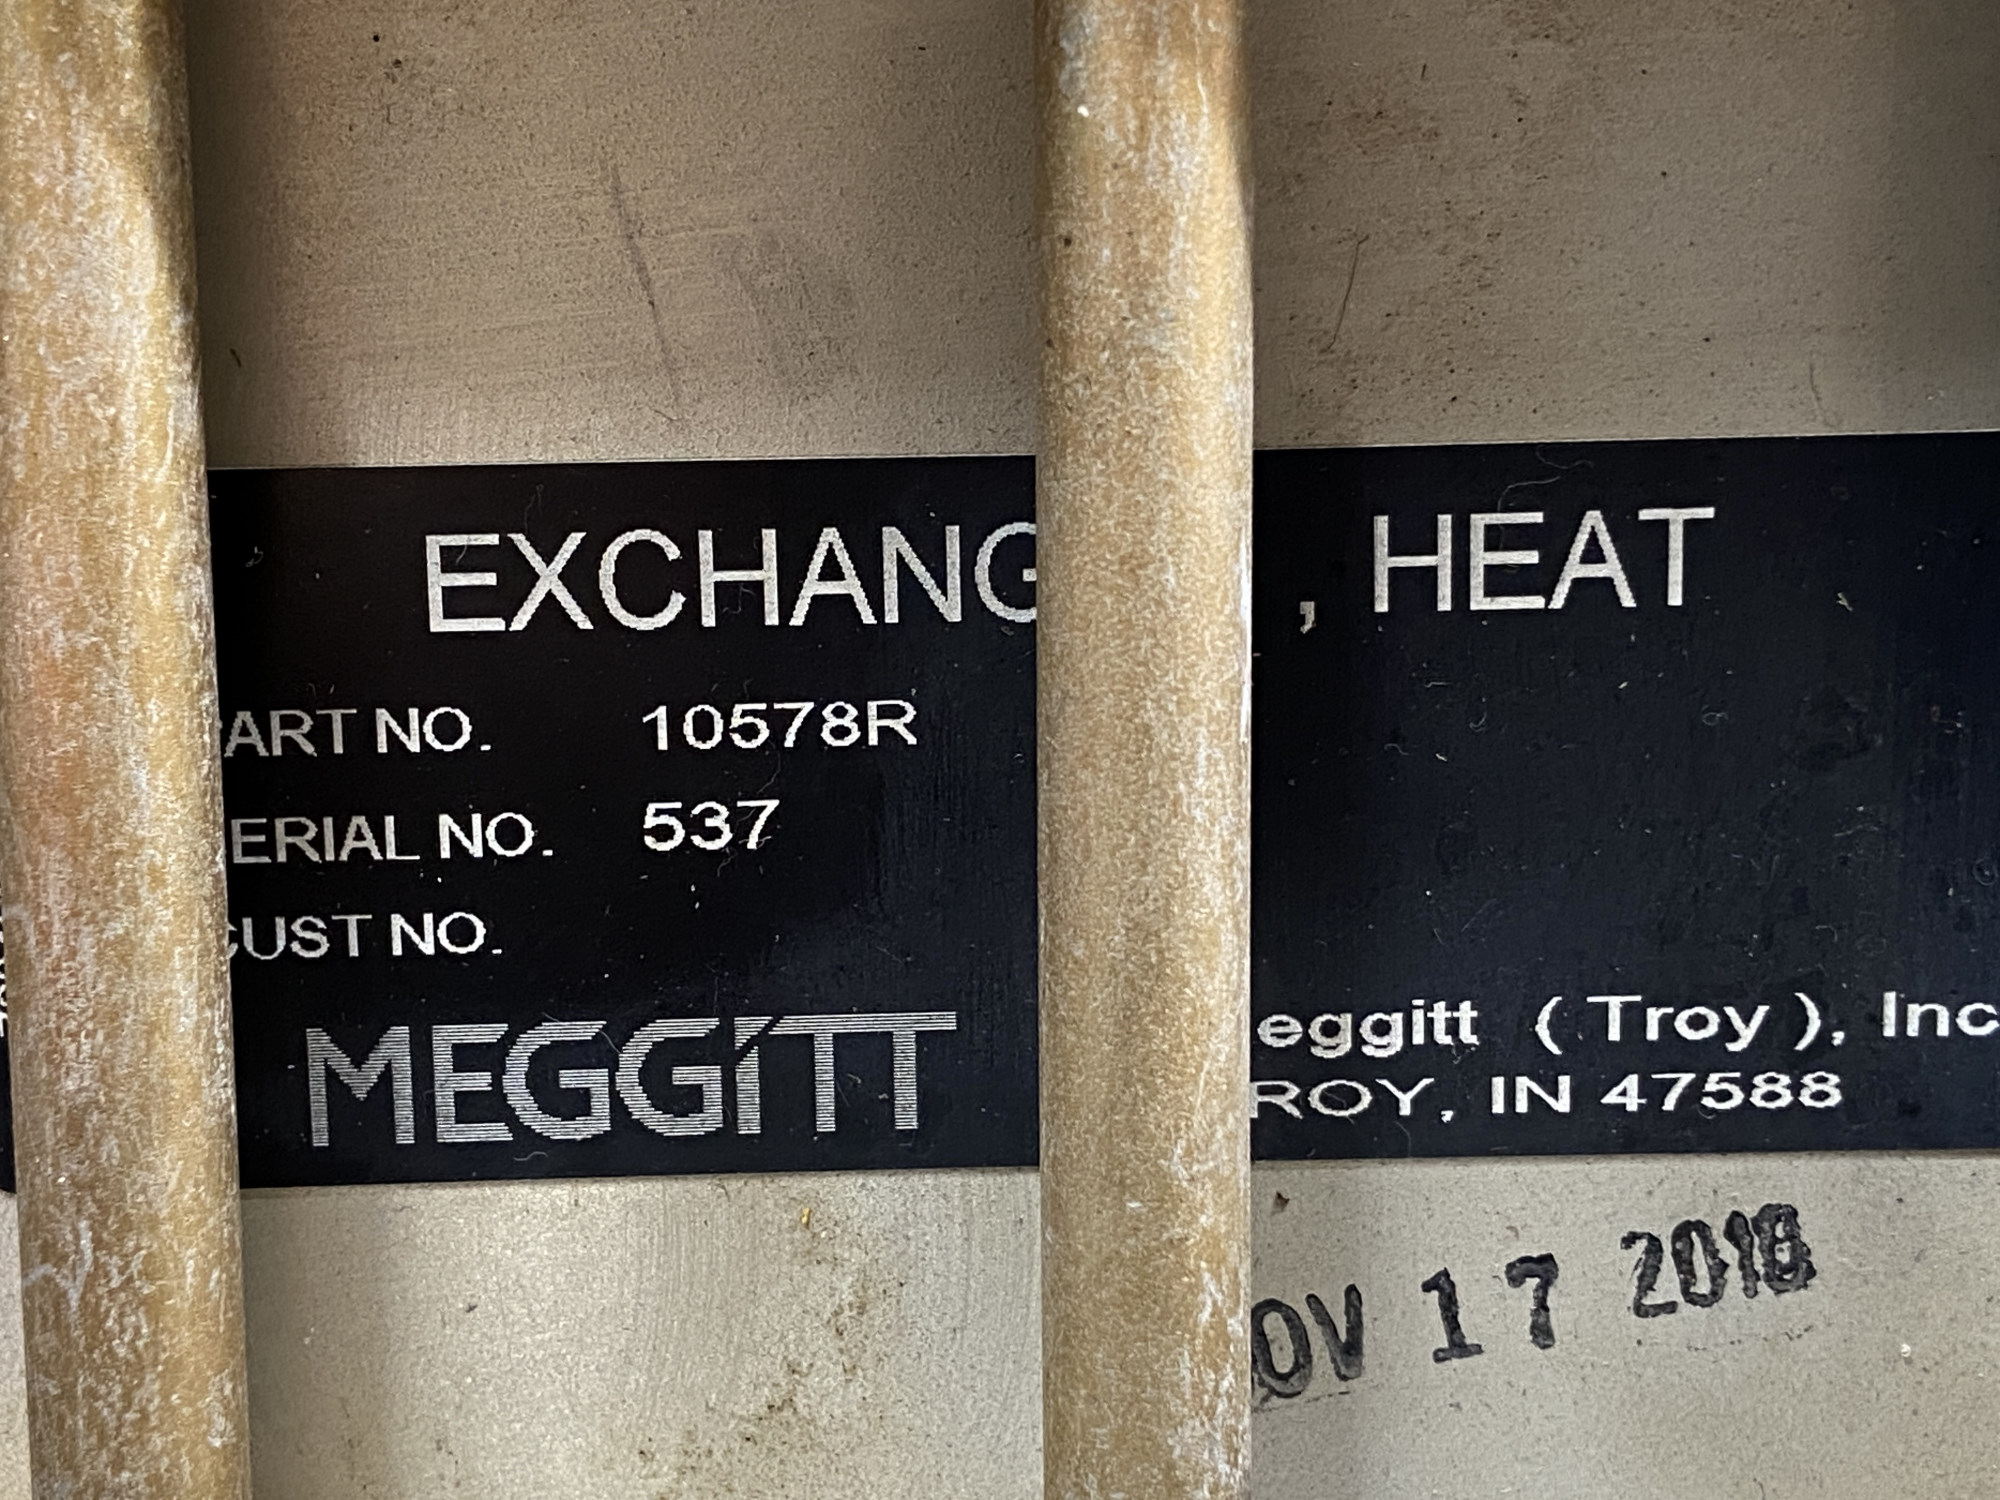 EXCHANG , HEAT
ART NO. 10578R
ERIAL NO. 537
CUST NO.
MEGGITT
eggitt ( Troy ), Inc
ROY, IN 47588
OV 17